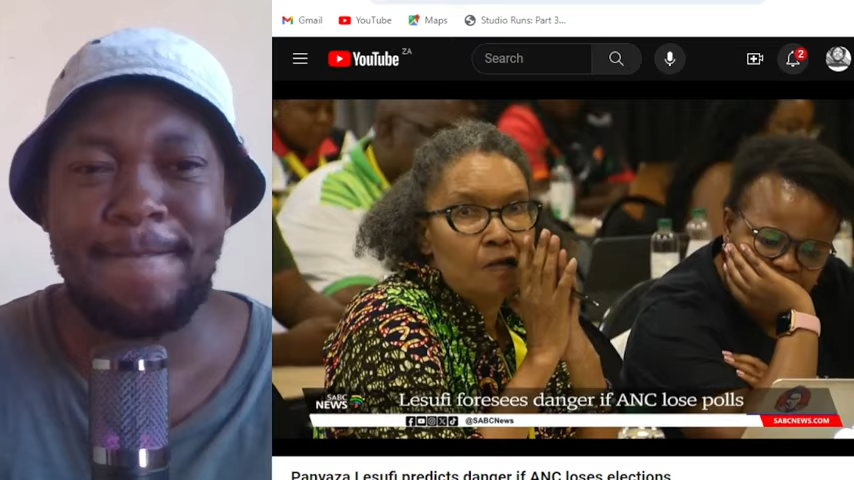 Gmail YouTube Maps Studio Runs: Part 3...
YouTube ZA
Search
2
Lesufi foresees danger if ANC lose polls
SABC NEWS
@SABCNews
SABCNEWS.COM
Panyaza Lesufi predicts danger if ANC loses elections